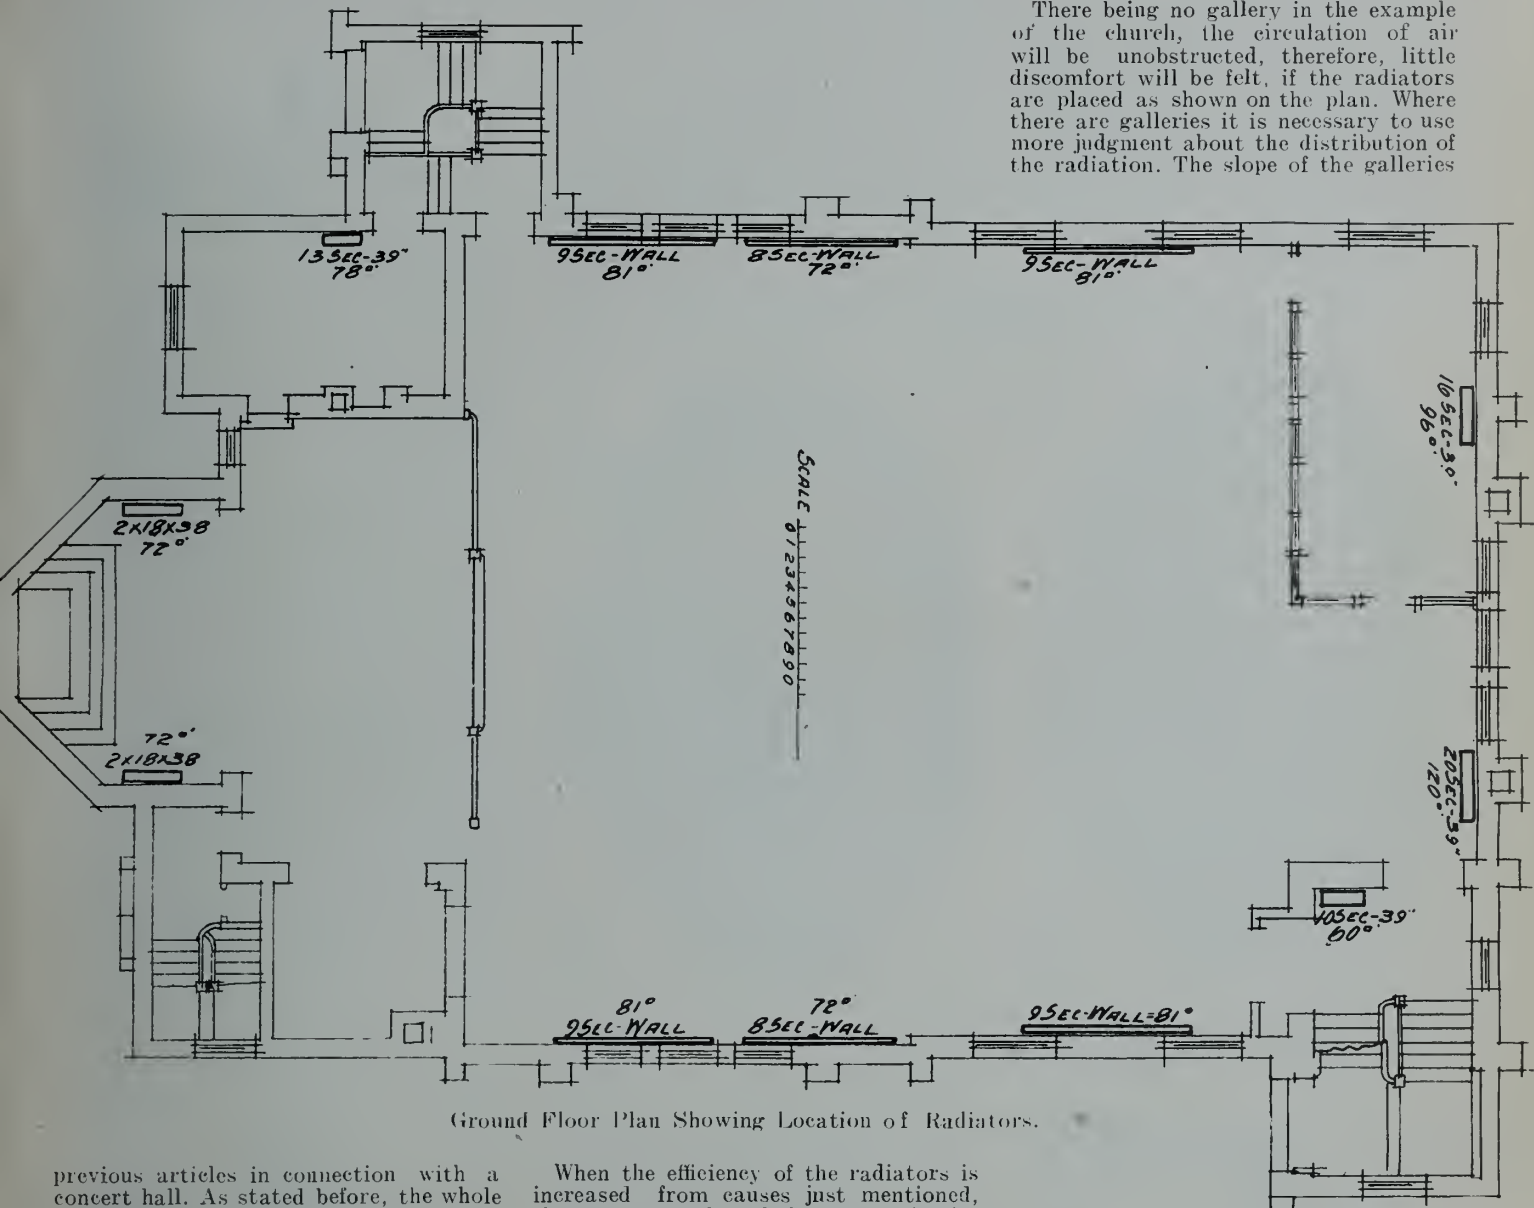 There being no gallery in the example
of the church, the circulation of air
will be unobstructed, therefore, little
discomfort will be felt, if the radiators
are placed as shown on the plan. Where
there are galleries it is necessary to use
more judgment about the distribution of
the radiation. The slope of the galleries
13 SEC-39"
78□'
9 SEC-WALL
81□'
8 SEC-WALL
72□'
9 SEC-WALL
81□'
16 SEC-30"
96□'
2X18X38
72□'
SCALE 0 1 2 3 4 5 6 7 8 9 0
72□'
2X18X38
20 SEC-39"
120□'
10 SEC-39"
60□'
81□
9 SEC-WALL
72□
8 SEC-WALL
9 SEC-WALL=81□'
Ground Floor Plan Showing Location of Radiators.
previous articles in connection with a
concert hall. As stated before, the whole
When the efficiency of the radiators is
increased from causes just mentioned,